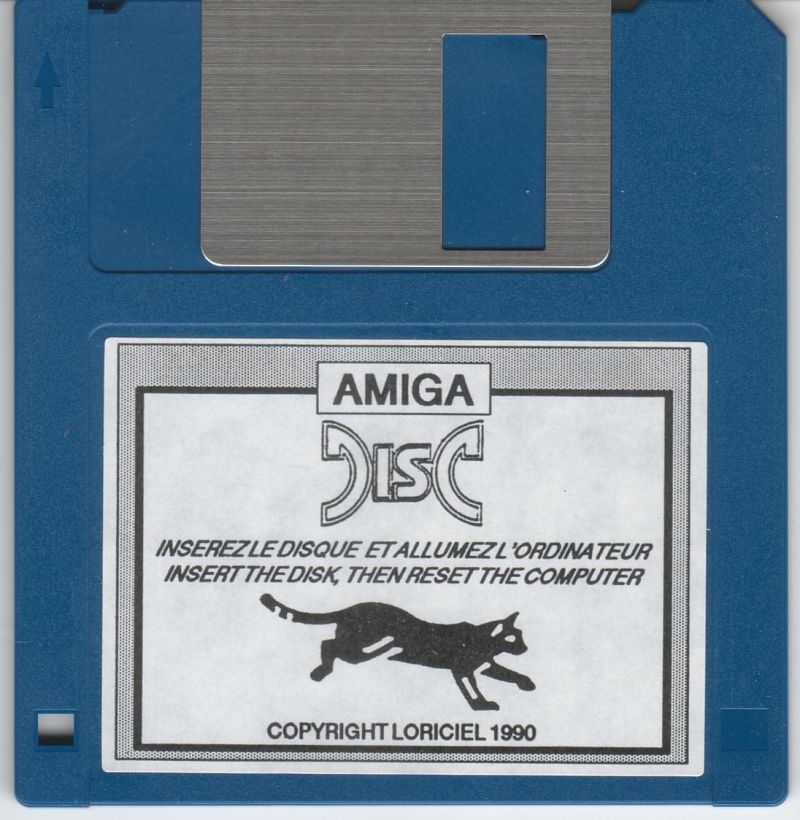 AMIGA
DISC
INSEREZ LE DISQUE ET ALLUMEZ L'ORDINATEUR
INSERT THE DISK, THEN RESET THE COMPUTER
COPYRIGHT LORICIEL 1990